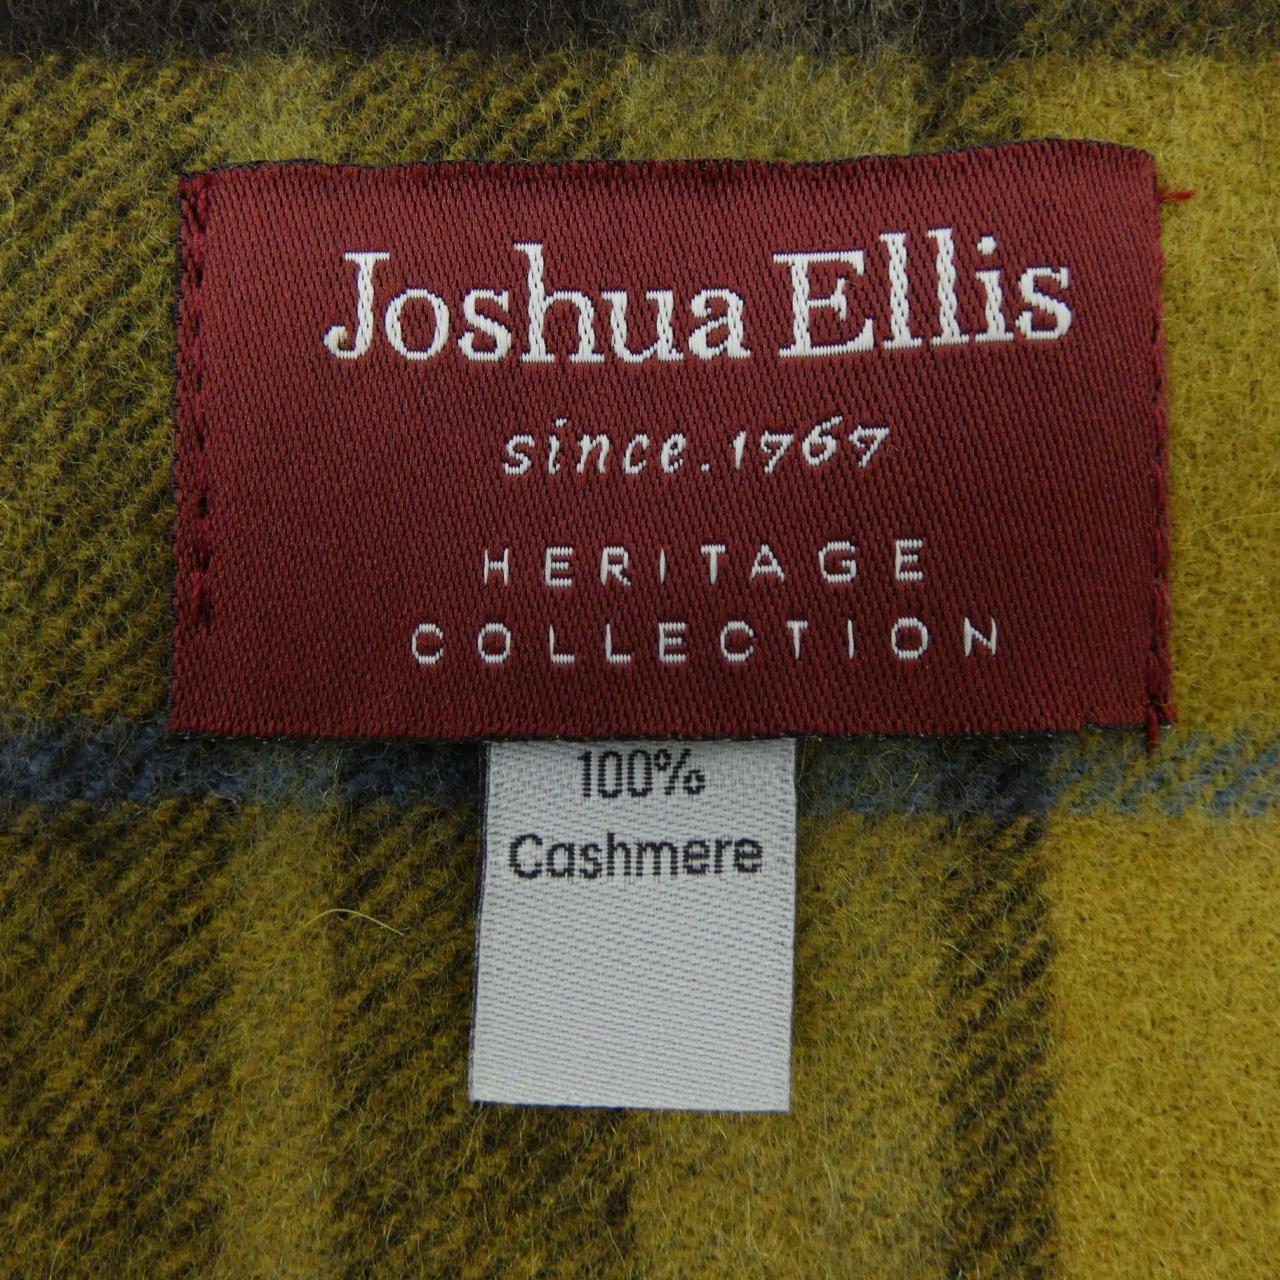 Joshua Ellis
since.1767
HERITAGE
COLLECTION
100%
Cashmere